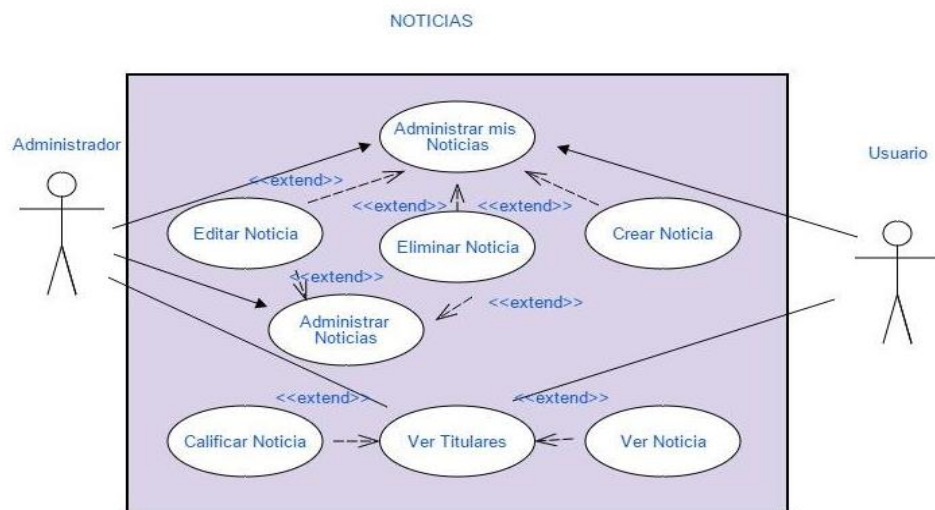 NOTICIAS
Administrador
Usuario
Administrar mis
Noticias
<<extend>>
<<extend>>
<<extend>>
Editar Noticia
Eliminar Noticia
Crear Noticia
<<extend>>
<<extend>>
Administrar
Noticias
<<extend>>
<<extend>>
Calificar Noticia
Ver Titulares
Ver Noticia